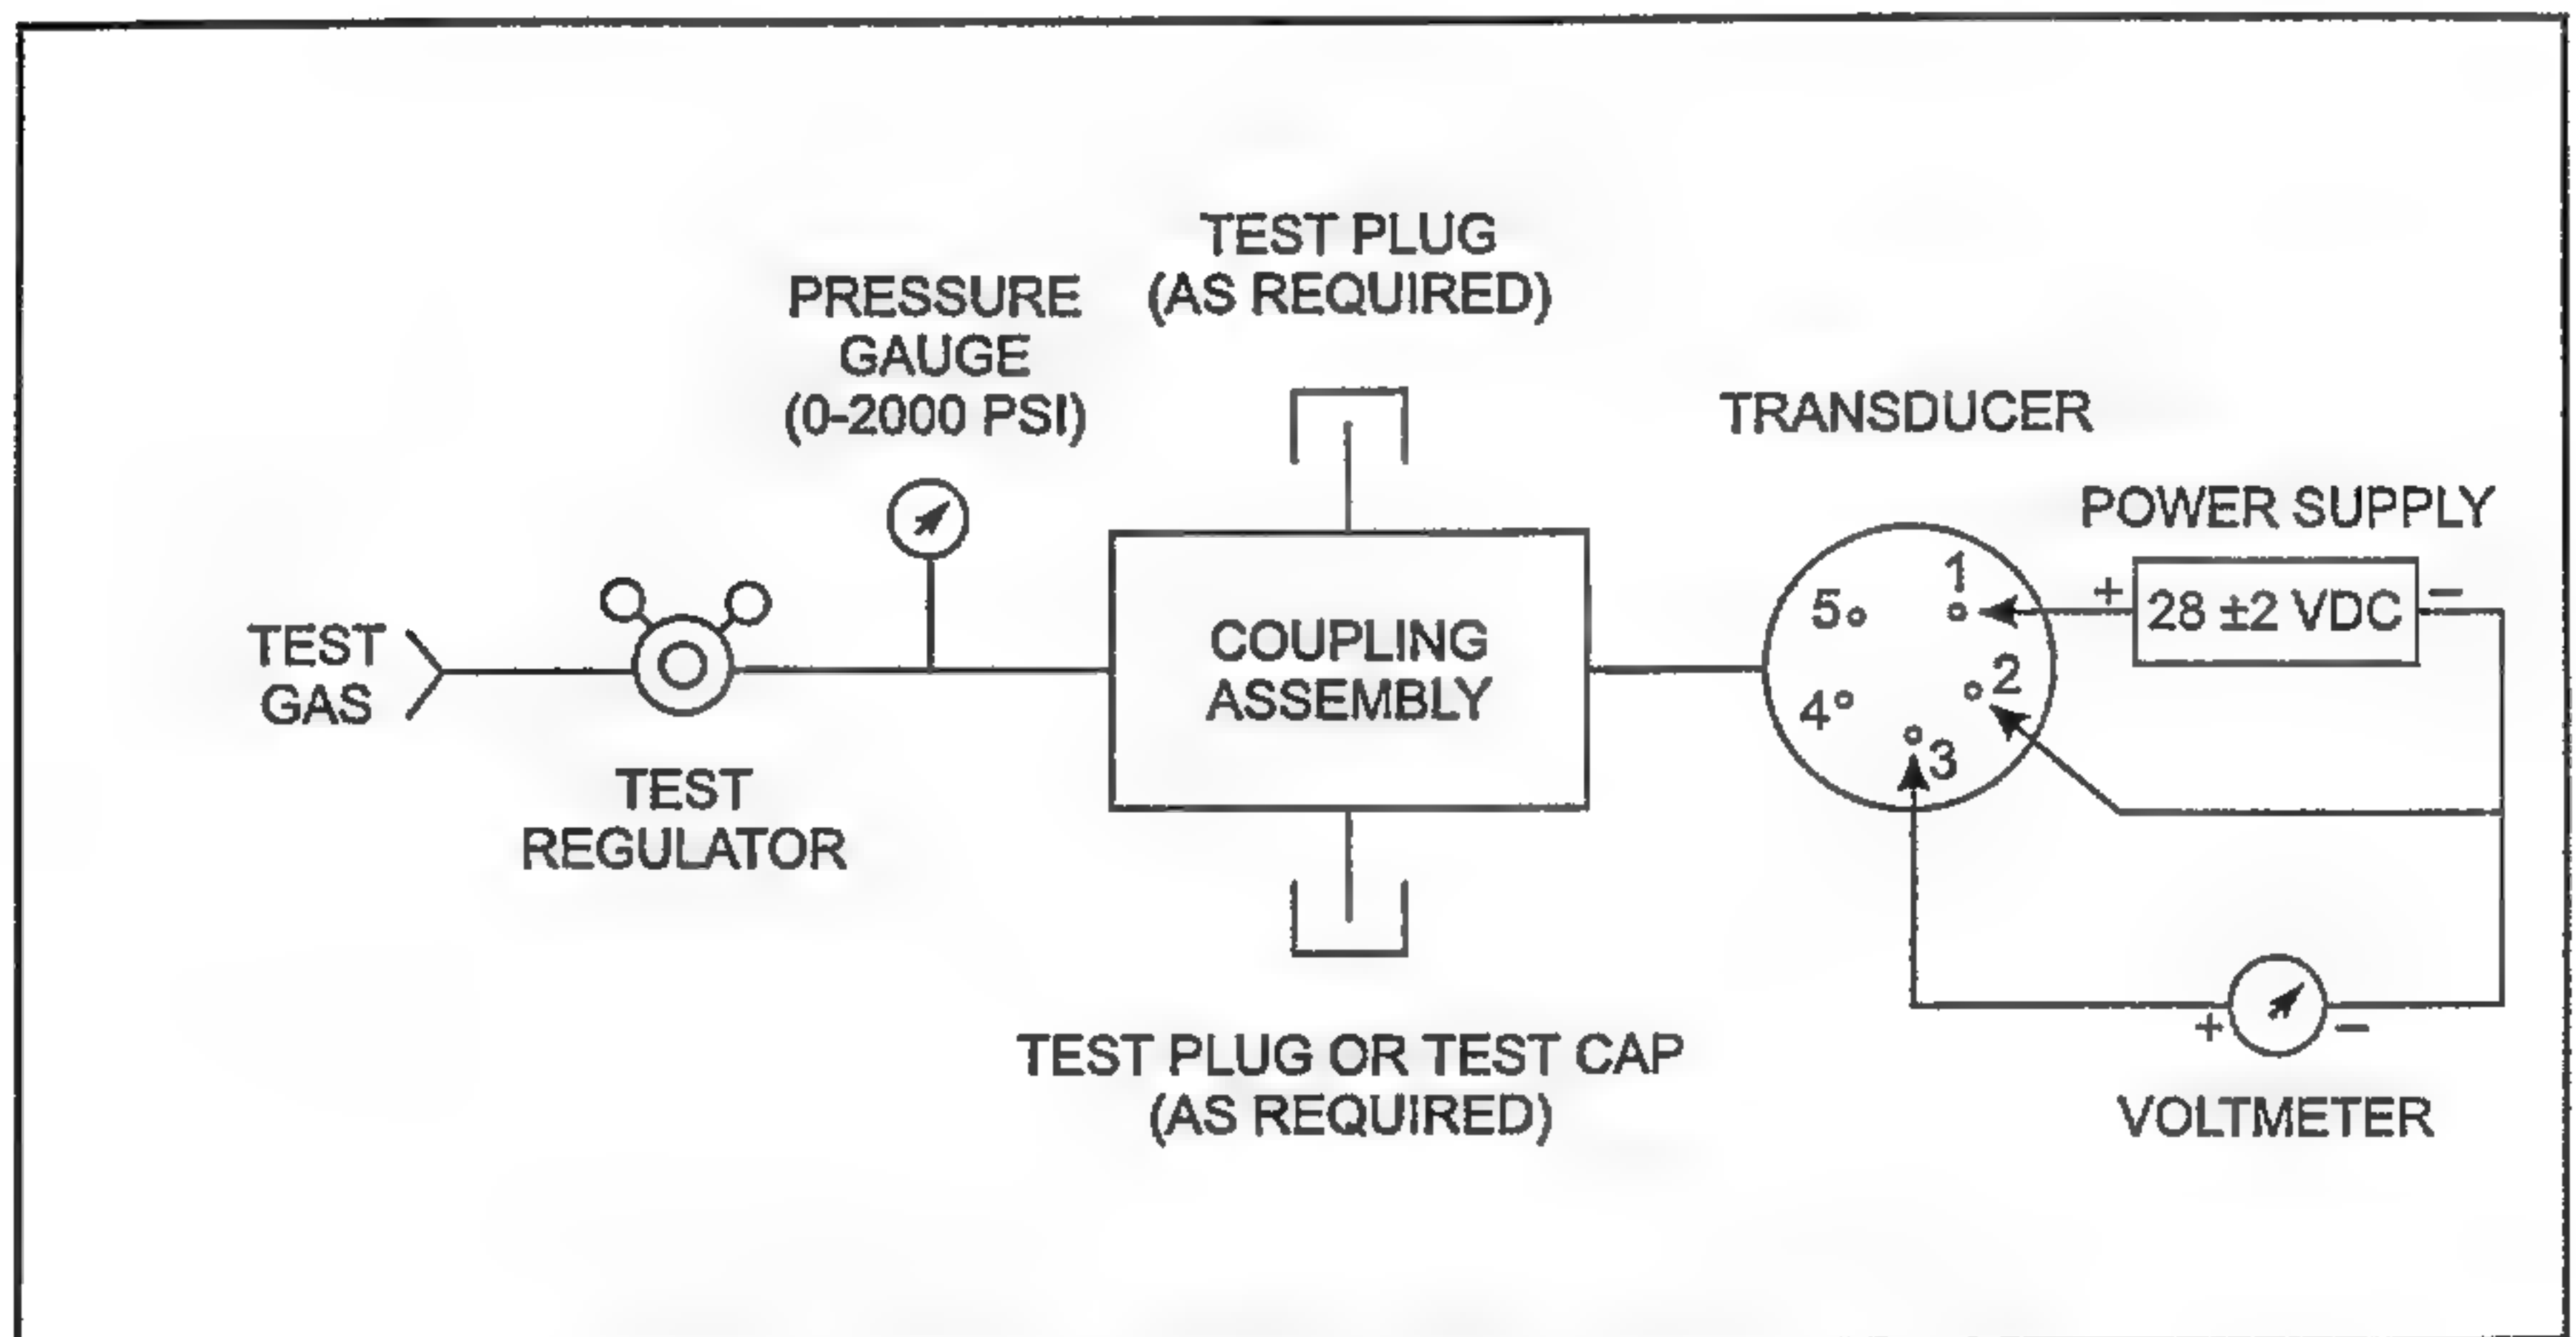 TEST PLUG
(AS REQUIRED)
PRESSURE
GAUGE
(0-2000 PSI)
TRANSDUCER
POWER SUPPLY
+ 28 ±2 VDC −
1
5
2
4
3
TEST
GAS
COUPLING
ASSEMBLY
TEST
REGULATOR
+ −
VOLTMETER
TEST PLUG OR TEST CAP
(AS REQUIRED)